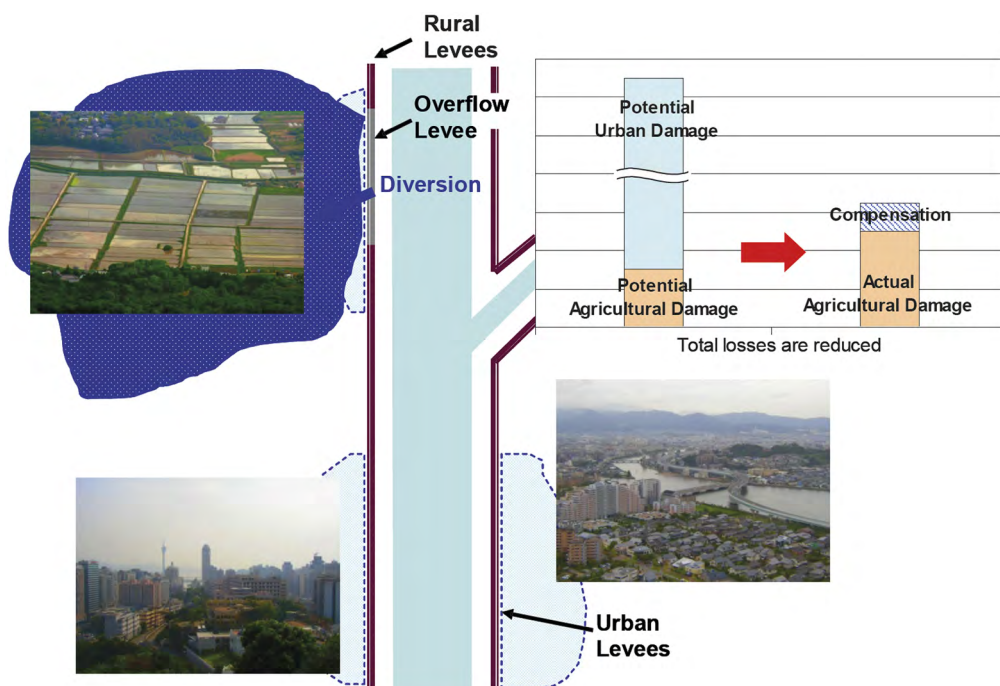 Rural
Levees
Overflow
Levee
Diversion
Potential
Urban Damage
Potential
Agricultural Damage
Compensation
Actual
Agricultural Damage
Total losses are reduced
Urban
Levees